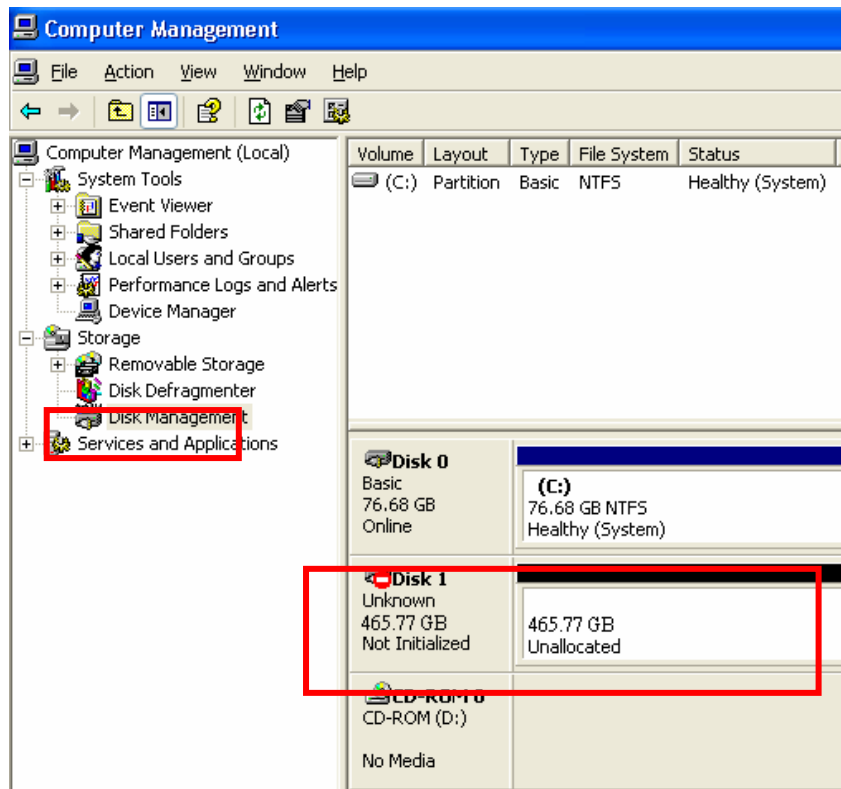 Computer Management
File Action View Window Help
Computer Management (Local)
System Tools
Event Viewer
Shared Folders
Local Users and Groups
Performance Logs and Alerts
Device Manager
Storage
Removable Storage
Disk Defragmenter
Disk Management
Services and Applications
Volume Layout Type File System Status
(C:) Partition Basic NTFS Healthy (System)
Disk 0
Basic
76.68 GB
Online
(C:)
76.68 GB NTFS
Healthy (System)
Disk 1
Unknown
465.77 GB
Not Initialized
465.77 GB
Unallocated
CD-ROM 0
CD-ROM (D:)
No Media